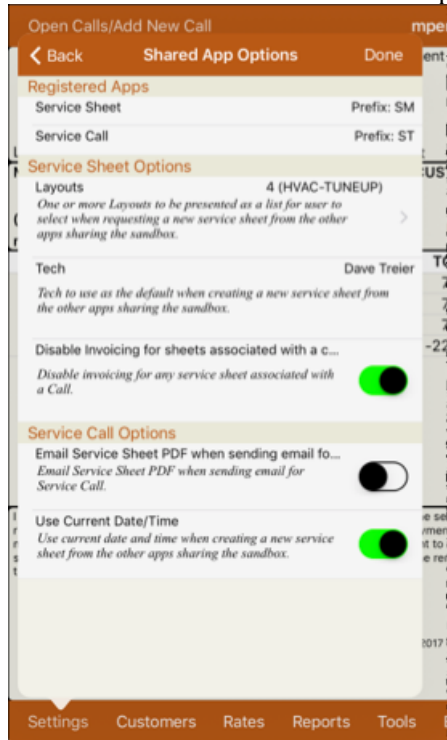 Open Calls/Add New Call
Back Shared App Options Done
Registered Apps
Service Sheet Prefix: SM
Service Call Prefix: ST
Service Sheet Options
Layouts 4 (HVAC-TUNEUP)
One or more Layouts to be presented as a list for user to
select when requesting a new service sheet from the other
apps sharing the sandbox.
Tech Dave Treier
Tech to use as the default when creating a new service sheet from
the other apps sharing the sandbox.
Disable Invoicing for sheets associated with a c...
Disable invoicing for any service sheet associated with
a Call.
Service Call Options
Email Service Sheet PDF when sending email fo...
Email Service Sheet PDF when sending email for
Service Call.
Use Current Date/Time
Use current date and time when creating a new service
sheet from the other apps sharing the sandbox.
2017
Settings Customers Rates Reports Tools